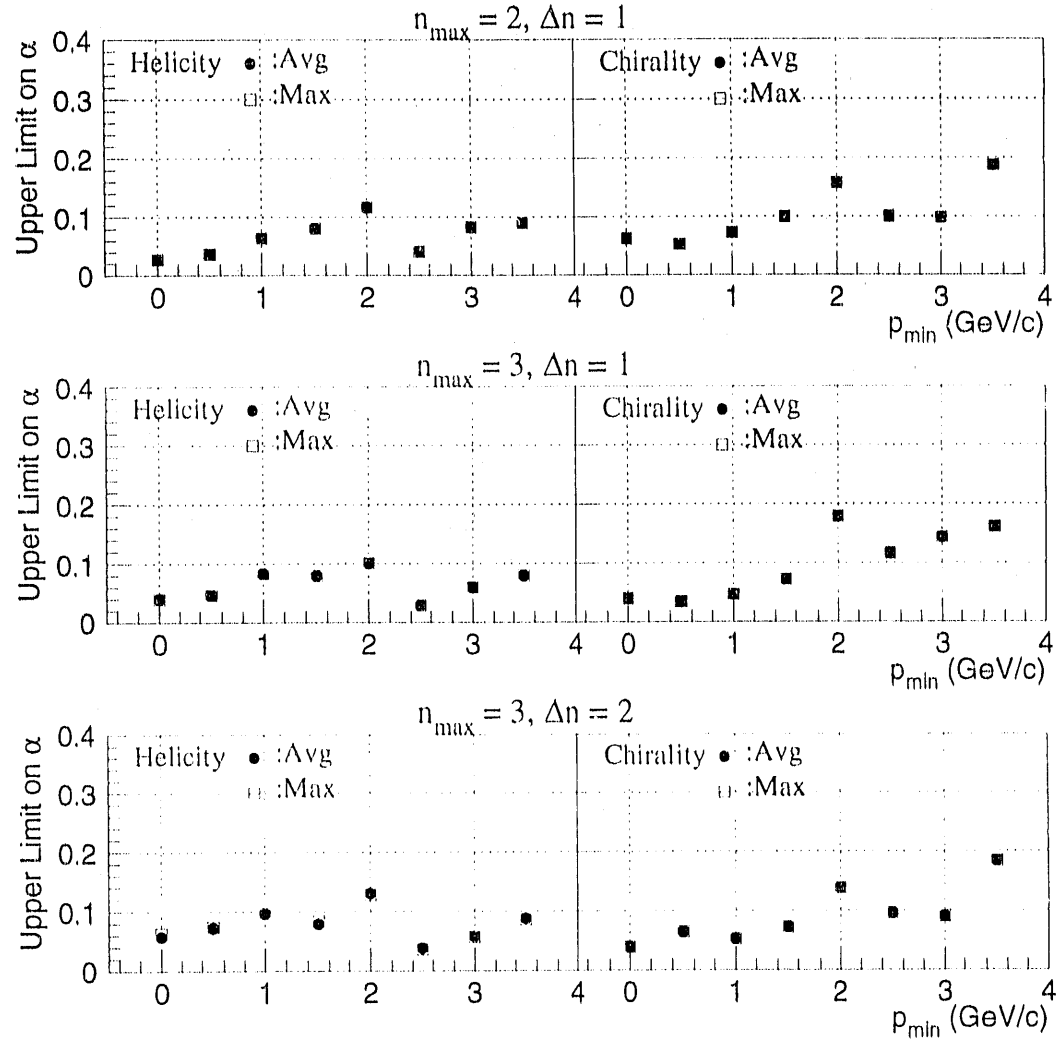 n_max = 2, Δn = 1
Upper Limit on α
0.4
0.3
0.2
0.1
0
Helicity ● :Avg
□ :Max
Chirality ● :Avg
□ :Max
0 1 2 3 4 0 1 2 3 4
p_min (GeV/c)
n_max = 3, Δn = 1
Upper Limit on α
0.4
0.3
0.2
0.1
0
Helicity ● :Avg
□ :Max
Chirality ● :Avg
□ :Max
0 1 2 3 4 0 1 2 3 4
p_min (GeV/c)
n_max = 3, Δn = 2
Upper Limit on α
0.4
0.3
0.2
0.1
0
Helicity ● :Avg
□ :Max
Chirality ● :Avg
□ :Max
0 1 2 3 4 0 1 2 3 4
p_min (GeV/c)